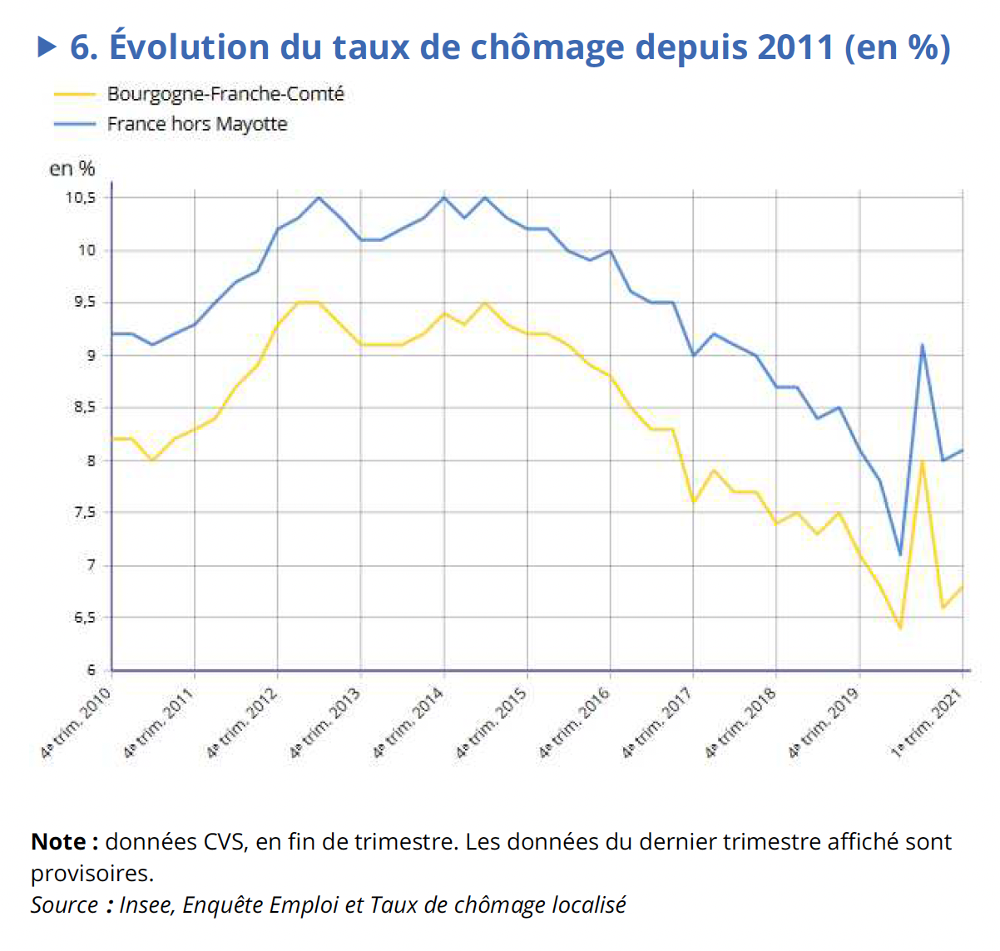 ► 6. Évolution du taux de chômage depuis 2011 (en %)
Bourgogne-Franche-Comté
France hors Mayotte
en %
10,5
10
9,5
9
8,5
8
7,5
7
6,5
6
4ᵉ trim. 2010
4ᵉ trim. 2011
4ᵉ trim. 2012
4ᵉ trim. 2013
4ᵉ trim. 2014
4ᵉ trim. 2015
4ᵉ trim. 2016
4ᵉ trim. 2017
4ᵉ trim. 2018
4ᵉ trim. 2019
1ᵉ trim. 2021
Note : données CVS, en fin de trimestre. Les données du dernier trimestre affiché sont
provisoires.
Source : Insee, Enquête Emploi et Taux de chômage localisé